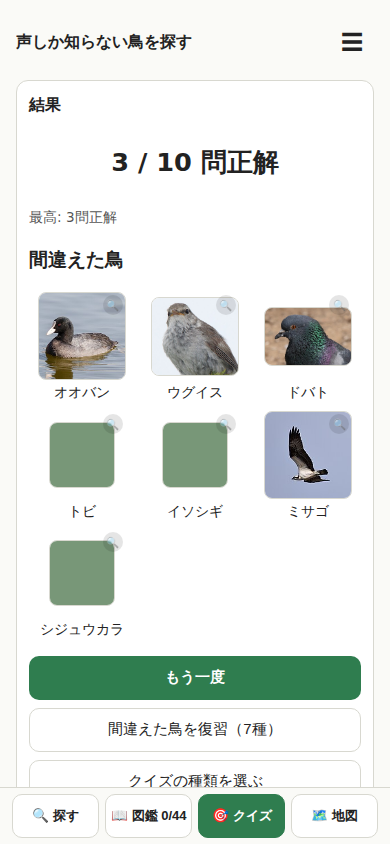 声しか知らない鳥を探す
結果
3 / 10 問正解
最高: 3問正解
間違えた鳥
オオバン
ウグイス
ドバト
トビ
イソシギ
ミサゴ
シジュウカラ
もう一度
間違えた鳥を復習（7種）
クイズの種類を選ぶ
探す
図鑑 0/44
クイズ
地図